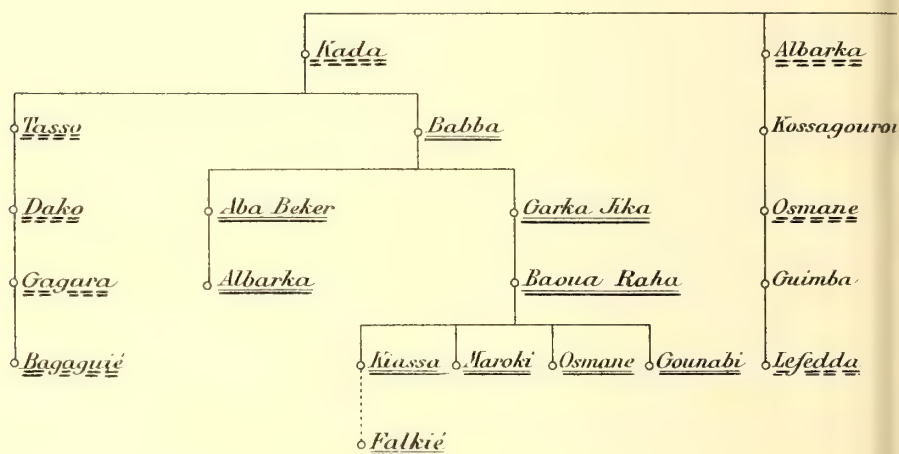 Kada Albarka
Tasso Babba Kossagourou
Dako Aba Beker Garka Jika Osmane
Gagara Albarka Baoua Raha Guimba
Bagaguié Kiassa Maroki Osmane Gounabi Lefedda
Falkié